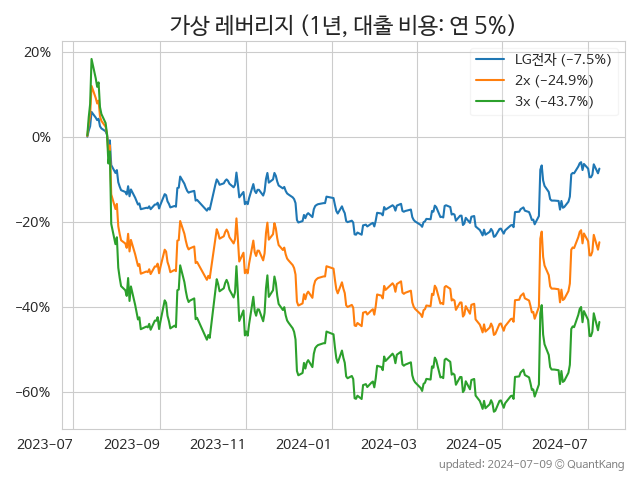 가상 레버리지 (1년, 대출 비용: 연 5%)
LG전자 (−7.5%)
2x (−24.9%)
3x (−43.7%)
20%
0%
−20%
−40%
−60%
2023-07 2023-09 2023-11 2024-01 2024-03 2024-05 2024-07
updated: 2024-07-09 © QuantKang